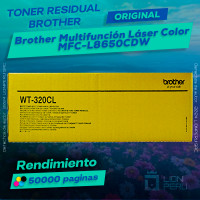 TONER RESIDUAL
BROTHER
ORIGINAL
Brother Multifunción Láser Color
MFC-L8650CDW
WT-320CL
brother
Rendimiento
50000 paginas